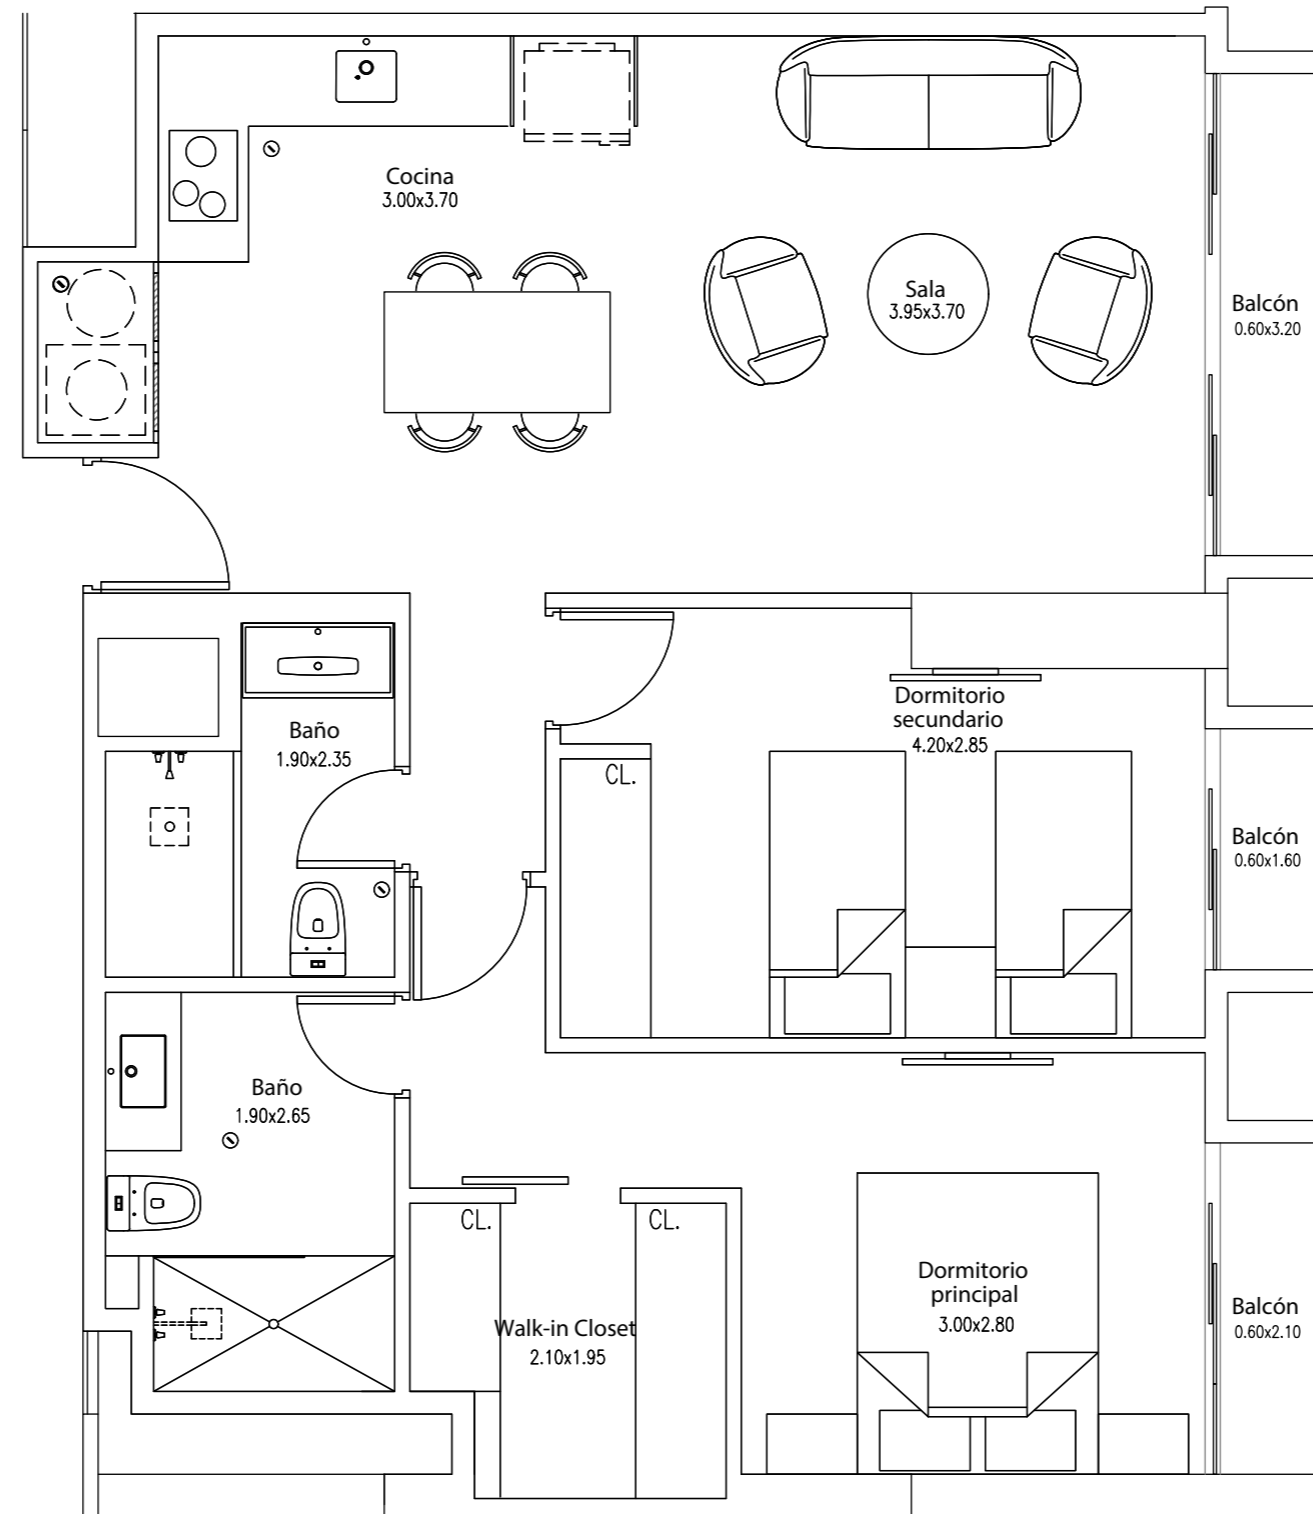 Cocina
3.00x3.70
Sala
3.95x3.70
Balcón
0.60x3.20
Dormitorio
secundario
4.20x2.85
Baño
1.90x2.35
CL.
Balcón
0.60x1.60
Baño
1.90x2.65
CL.
CL.
Walk-in Closet
2.10x1.95
Dormitorio
principal
3.00x2.80
Balcón
0.60x2.10